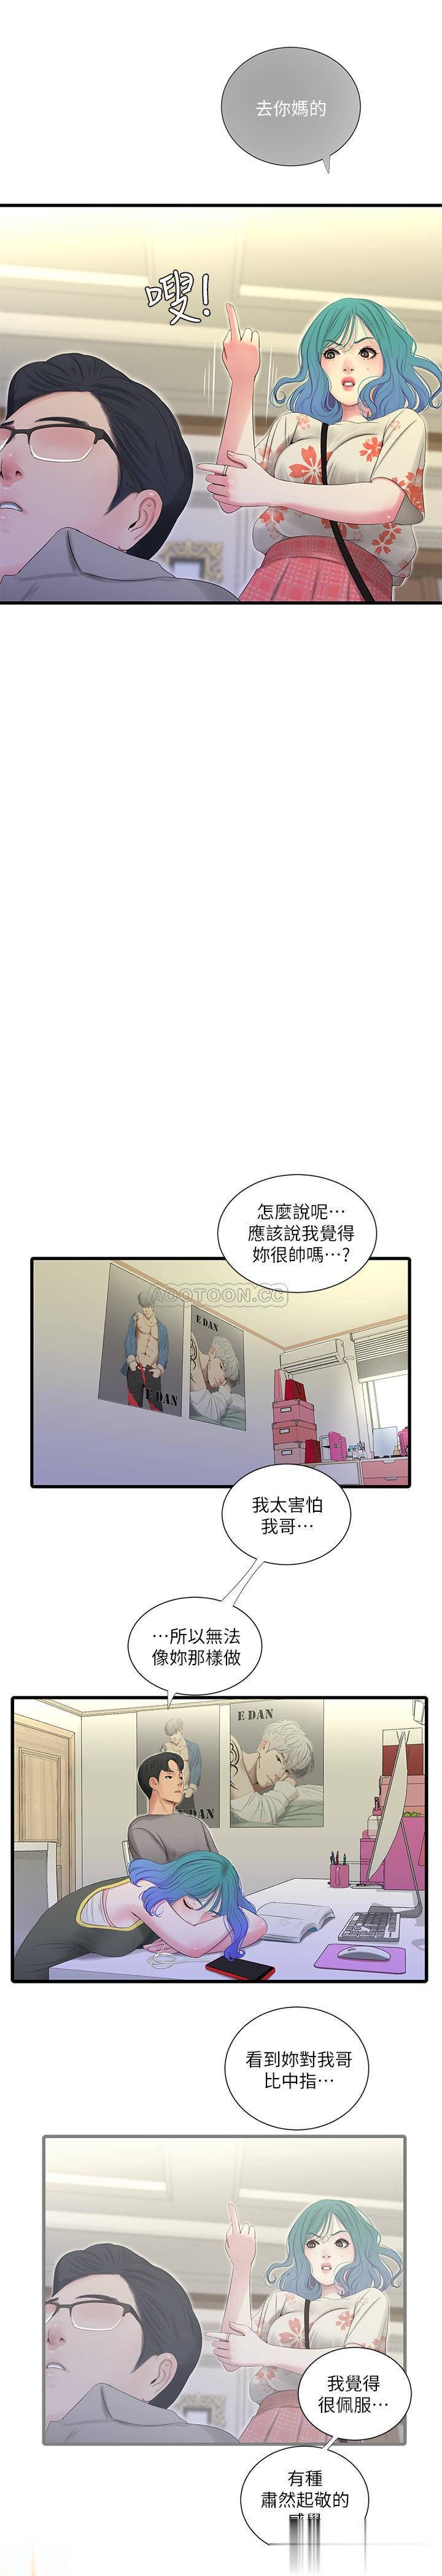 去你媽的
嗖!
怎麼說呢…
應該說我覺得
妳很帥嗎…?
AQOTOON.CC
E DAN
E DAN
我太害怕
我哥…
…所以無法
像妳那樣做
E DAN
DAN
看到妳對我哥
比中指…
我覺得
很佩服…
有種
肅然起敬的